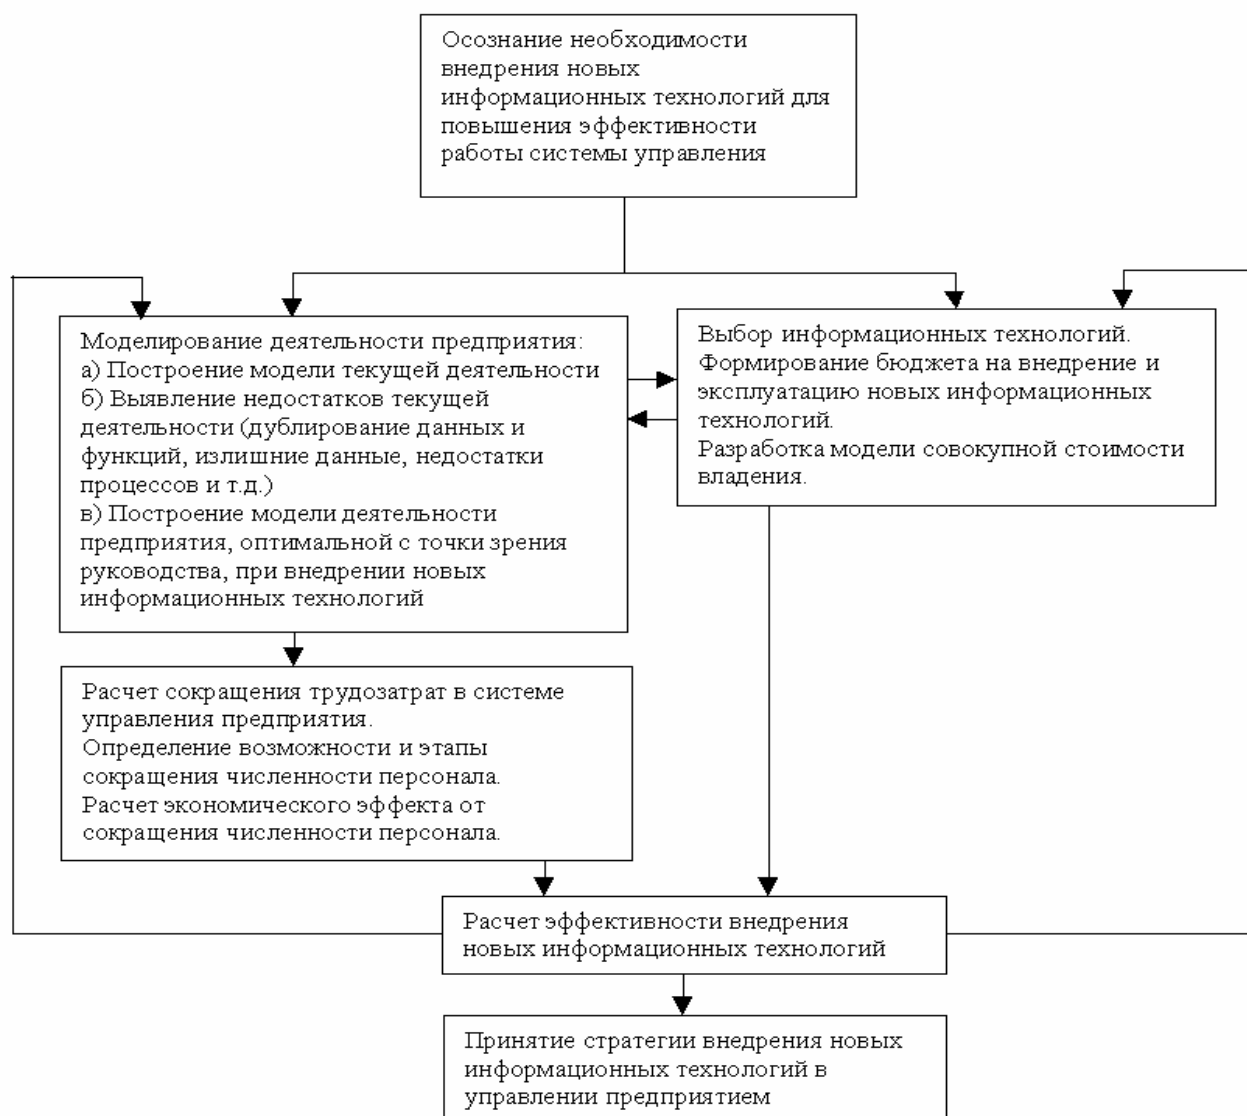 Осознание необходимости
внедрения новых
информационных технологий для
повышения эффективности
работы системы управления
Моделирование деятельности предприятия:
а) Построение модели текущей деятельности
б) Выявление недостатков текущей
деятельности (дублирование данных и
функций, излишние данные, недостатки
процессов и т.д.)
в) Построение модели деятельности
предприятия, оптимальной с точки зрения
руководства, при внедрении новых
информационных технологий
Выбор информационных технологий.
Формирование бюджета на внедрение и
эксплуатацию новых информационных
технологий.
Разработка модели совокупной стоимости
владения.
Расчет сокращения трудозатрат в системе
управления предприятия.
Определение возможности и этапы
сокращения численности персонала.
Расчет экономического эффекта от
сокращения численности персонала.
Расчет эффективности внедрения
новых информационных технологий
Принятие стратегии внедрения новых
информационных технологий в
управлении предприятием